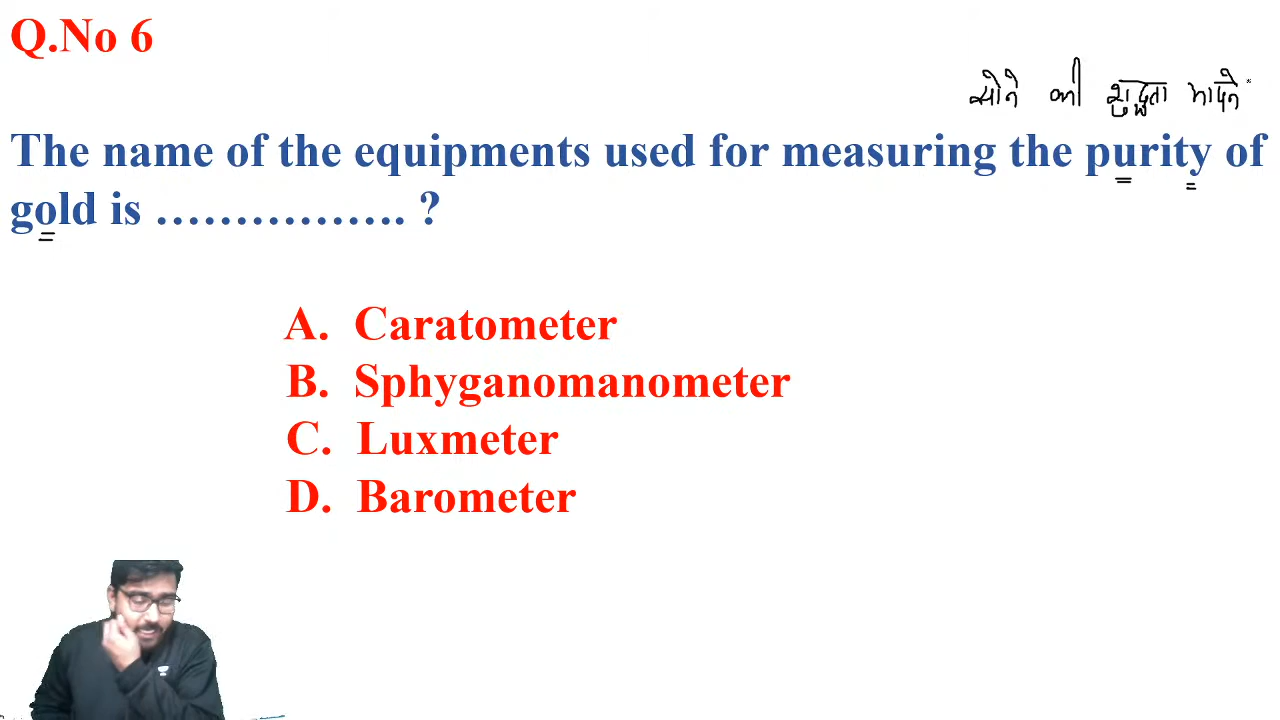 Q.No 6
सोने की शुद्धता मापने
The name of the equipments used for measuring the purity of
gold is ................. ?
A. Caratometer
B. Sphyganomanometer
C. Luxmeter
D. Barometer